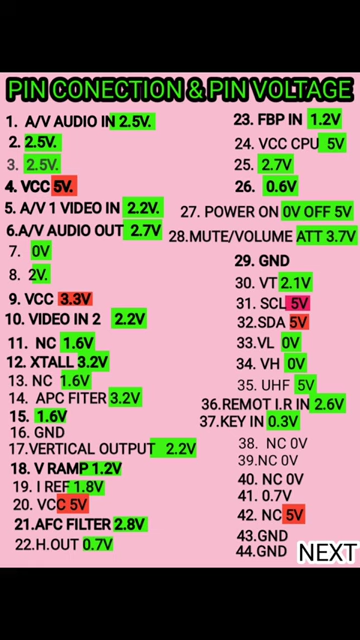 PIN CONECTION & PIN VOLTAGE
1. A/V AUDIO IN 2.5V.
2. 2.5V.
3. 2.5V.
4. VCC 5V.
5. A/V 1 VIDEO IN 2.2V.
6.A/V AUDIO OUT 2.7V
7. 0V
8. 2V.
9. VCC 3.3V
10. VIDEO IN 2 2.2V
11. NC 1.6V
12. XTALL 3.2V
13. NC 1.6V
14. APC FITER 3.2V
15. 1.6V
16. GND
17.VERTICAL OUTPUT 2.2V
18. V RAMP 1.2V
19. I REF 1.8V
20. VCC 5V
21.AFC FILTER 2.8V
22.H.OUT 0.7V
23. FBP IN 1.2V
24. VCC CPU 5V
25. 2.7V
26. 0.6V
27. POWER ON 0V OFF 5V
28.MUTE/VOLUME ATT 3.7V
29. GND
30. VT 2.1V
31. SCL 5V
32.SDA 5V
33.VL 0V
34. VH 0V
35. UHF 5V
36.REMOT I.R IN 2.6V
37.KEY IN 0.3V
38. NC 0V
39.NC 0V
40. NC 0V
41. 0.7V
42. NC 5V
43.GND
44.GND NEXT